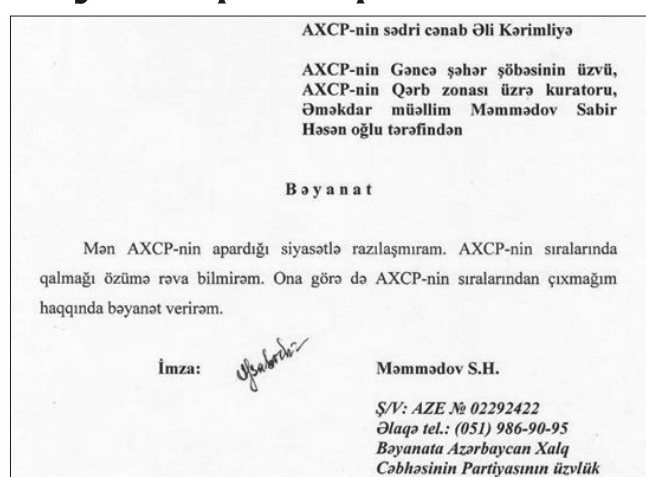 AXCP-nin sədri cənab Əli Kərimliyə
AXCP-nin Gəncə şəhər şöbəsinin üzvü,
AXCP-nin Qərb zonası üzrə kuratoru,
Əməkdar müəllim Məmmədov Sabir
Həsən oğlu tərəfindən
Bəyanat
Mən AXCP-nin apardığı siyasətlə razılaşmıram. AXCP-nin sıralarında
qalmağı özümə rəva bilmirəm. Ona görə də AXCP-nin sıralarından çıxmağım
haqqında bəyanət verirəm.
İmza:
Məmmədov S.H.
Ş/V: AZE № 02292422
Əlaqə tel.: (051) 986-90-95
Bəyanata Azərbaycan Xalq
Cəbhəsinin Partiyasının üzvlük